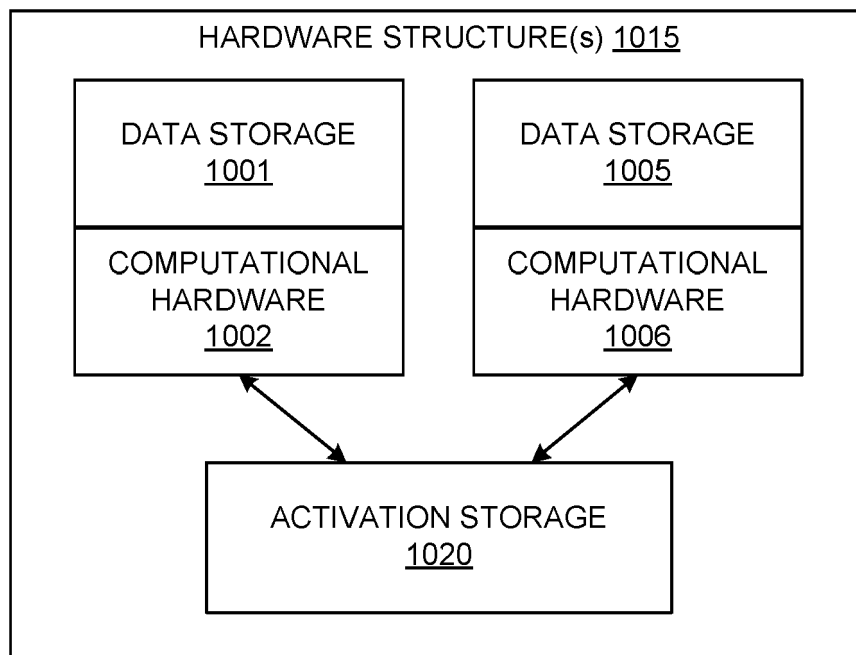 HARDWARE STRUCTURE(s) 1015
DATA STORAGE
1001
COMPUTATIONAL
HARDWARE
1002
DATA STORAGE
1005
COMPUTATIONAL
HARDWARE
1006
ACTIVATION STORAGE
1020